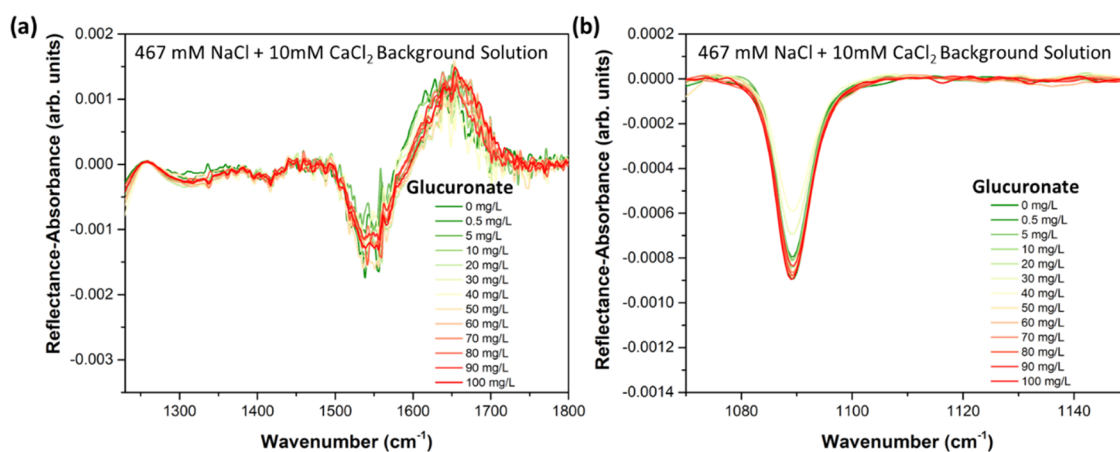 (a)
467 mM NaCl + 10mM CaCl₂ Background Solution
Reflectance-Absorbance (arb. units)
0.002
0.001
0.000
-0.001
-0.002
-0.003
Glucuronate
0 mg/L
0.5 mg/L
5 mg/L
10 mg/L
20 mg/L
30 mg/L
40 mg/L
50 mg/L
60 mg/L
70 mg/L
80 mg/L
90 mg/L
100 mg/L
1300 1400 1500 1600 1700 1800
Wavenumber (cm⁻¹)
(b)
467 mM NaCl + 10mM CaCl₂ Background Solution
Reflectance-Absorbance (arb. units)
0.0002
0.0000
-0.0002
-0.0004
-0.0006
-0.0008
-0.0010
-0.0012
-0.0014
Glucuronate
0 mg/L
0.5 mg/L
5 mg/L
10 mg/L
20 mg/L
30 mg/L
40 mg/L
50 mg/L
60 mg/L
70 mg/L
80 mg/L
90 mg/L
100 mg/L
1080 1100 1120 1140
Wavenumber (cm⁻¹)